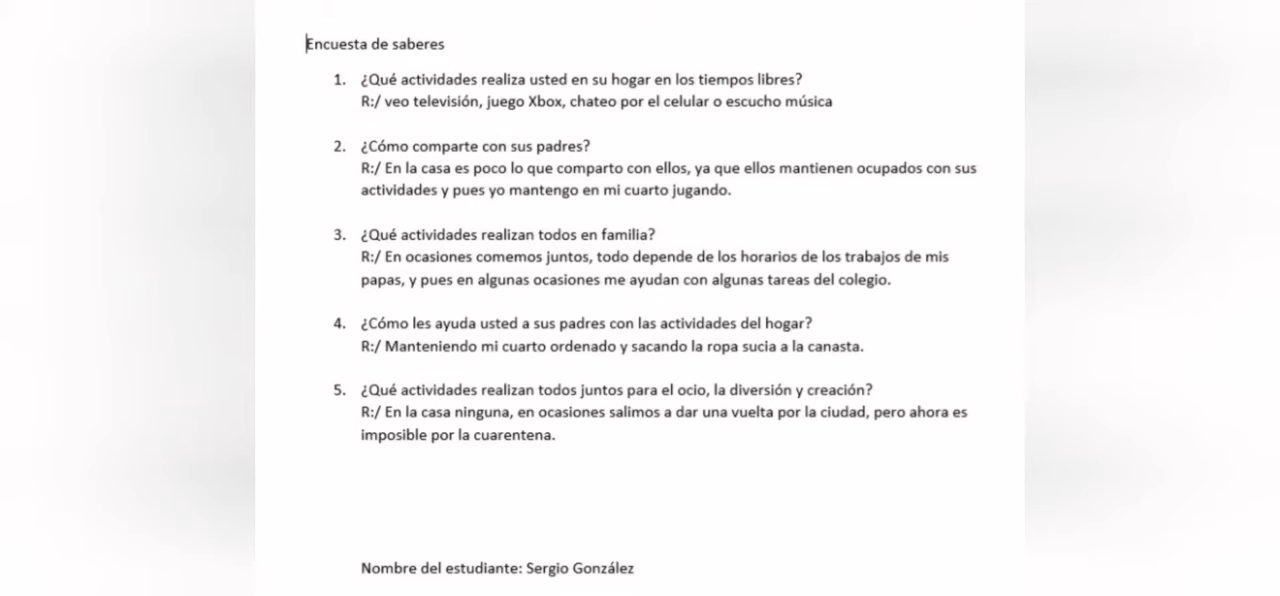 Encuesta de saberes
1. ¿Qué actividades realiza usted en su hogar en los tiempos libres?
R:/ veo televisión, juego Xbox, chateo por el celular o escucho música
2. ¿Cómo comparte con sus padres?
R:/ En la casa es poco lo que comparto con ellos, ya que ellos mantienen ocupados con sus
actividades y pues yo mantengo en mi cuarto jugando.
3. ¿Qué actividades realizan todos en familia?
R:/ En ocasiones comemos juntos, todo depende de los horarios de los trabajos de mis
papas, y pues en algunas ocasiones me ayudan con algunas tareas del colegio.
4. ¿Cómo les ayuda usted a sus padres con las actividades del hogar?
R:/ Manteniendo mi cuarto ordenado y sacando la ropa sucia a la canasta.
5. ¿Qué actividades realizan todos juntos para el ocio, la diversión y creación?
R:/ En la casa ninguna, en ocasiones salimos a dar una vuelta por la ciudad, pero ahora es
imposible por la cuarentena.
Nombre del estudiante: Sergio González